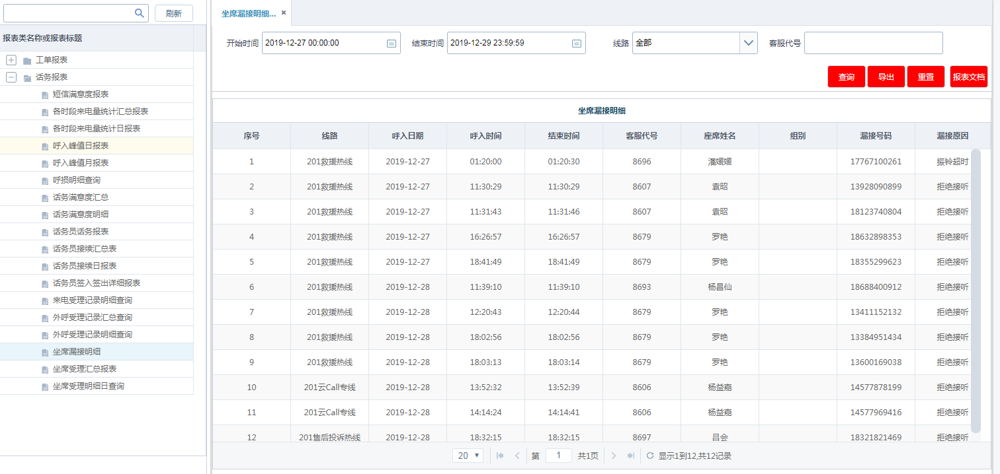 刷新
报表类名称或报表标题
工单报表
话务报表
短信满意度报表
各时段来电量统计汇总报表
各时段来电量统计日报表
呼入峰值日报表
呼入峰值月报表
呼损明细查询
话务满意度汇总
话务满意度明细
话务员话务报表
话务员接续汇总表
话务员接续日报表
话务员签入签出详细报表
来电受理记录明细查询
外呼受理记录汇总查询
外呼受理记录明细查询
坐席漏接明细
坐席受理汇总报表
坐席受理明细日查询
坐席漏接明细... ×
开始时间 2019-12-27 00:00:00 结束时间 2019-12-29 23:59:59 线路 全部 客服代号
查询 导出 重置 报表文档
坐席漏接明细
序号 线路 呼入日期 呼入时间 结束时间 客服代号 座席姓名 组别 漏接号码 漏接原因
1 201救援热线 2019-12-27 01:20:00 01:20:30 8696 潘媛媛 17767100261 振铃超时
2 201救援热线 2019-12-27 11:30:29 11:30:29 8607 袁昭 13928090899 拒绝接听
3 201救援热线 2019-12-27 11:31:43 11:31:46 8607 袁昭 18123740804 拒绝接听
4 201救援热线 2019-12-27 16:26:57 16:26:57 8679 罗艳 18632898353 拒绝接听
5 201救援热线 2019-12-27 18:41:49 18:41:49 8679 罗艳 18355299623 拒绝接听
6 201救援热线 2019-12-28 11:39:10 11:39:10 8693 杨昌仙 18688400912 拒绝接听
7 201救援热线 2019-12-28 12:20:43 12:20:44 8679 罗艳 13411152132 拒绝接听
8 201救援热线 2019-12-28 18:02:56 18:02:56 8679 罗艳 13384951434 拒绝接听
9 201救援热线 2019-12-28 18:03:13 18:03:14 8679 罗艳 13600169038 拒绝接听
10 201云Call专线 2019-12-28 13:52:32 13:52:39 8606 杨益嘉 14577878199 拒绝接听
11 201云Call专线 2019-12-28 14:14:24 14:14:41 8606 杨益嘉 14577969416 拒绝接听
12 201售后投诉热线 2019-12-28 18:32:15 18:32:15 8697 吕会 18321821469 拒绝接听
20 第 1 共1页 显示1到12,共12记录